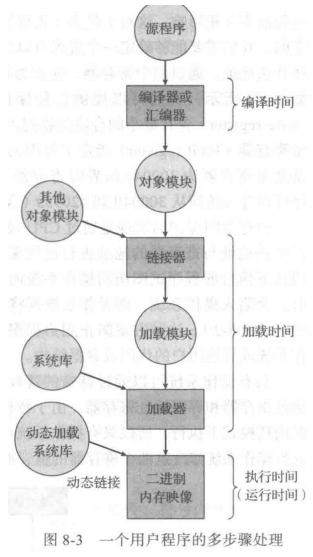 源程序
编译器或
汇编器
编译时间
其他
对象模块
对象模块
链接器
加载模块
加载时间
系统库
加载器
动态加载
系统库
动态链接
二进制
内存映像
执行时间
(运行时间)
图 8-3 一个用户程序的多步骤处理